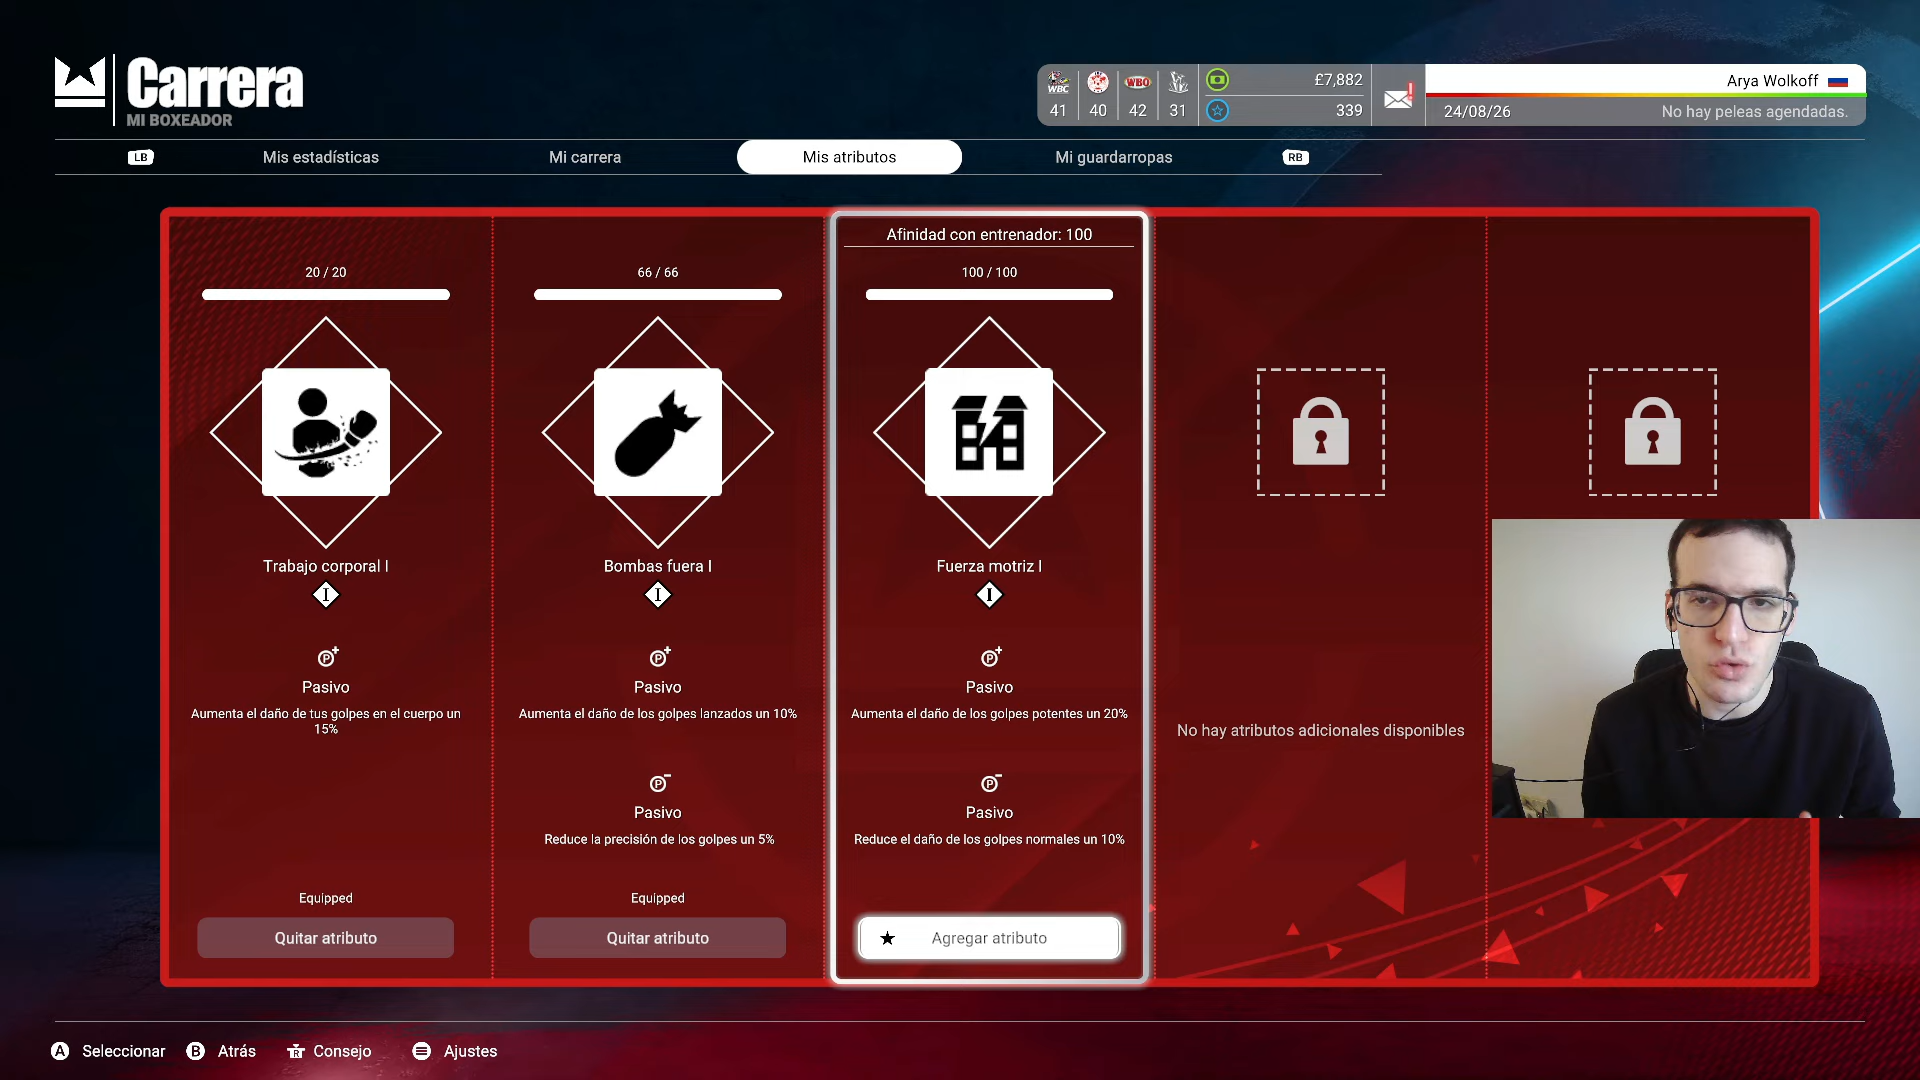 Carrera
MI BOXEADOR
WBC
WBO
41
40
42
31
£7,882
339
Arya Wolkoff
24/08/26
No hay peleas agendadas.
LB
Mis estadísticas
Mi carrera
Mis atributos
Mi guardarropas
RB
Afinidad con entrenador: 100
20 / 20
66 / 66
100 / 100
Trabajo corporal I
Bombas fuera I
Fuerza motriz I
I
I
I
No hay atributos adicionales disponibles
P+
P+
P+
Pasivo
Pasivo
Pasivo
Aumenta el daño de tus golpes en el cuerpo un
15%
Aumenta el daño de los golpes lanzados un 10%
Aumenta el daño de los golpes potentes un 20%
P-
P-
Pasivo
Pasivo
Reduce la precisión de los golpes un 5%
Reduce el daño de los golpes normales un 10%
Equipped
Equipped
Quitar atributo
Quitar atributo
Agregar atributo
A Seleccionar
B Atrás
R Consejo
Ajustes